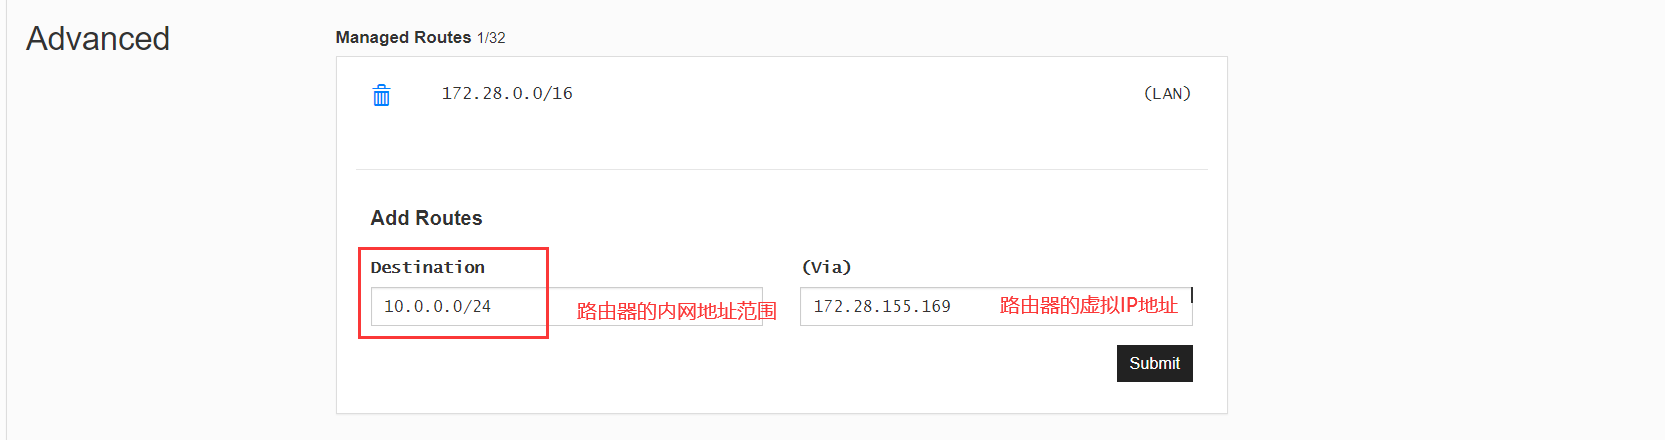 Advanced
Managed Routes 1/32
172.28.0.0/16 (LAN)
Add Routes
Destination (Via)
10.0.0.0/24 路由器的内网地址范围 172.28.155.169 路由器的虚拟IP地址
Submit